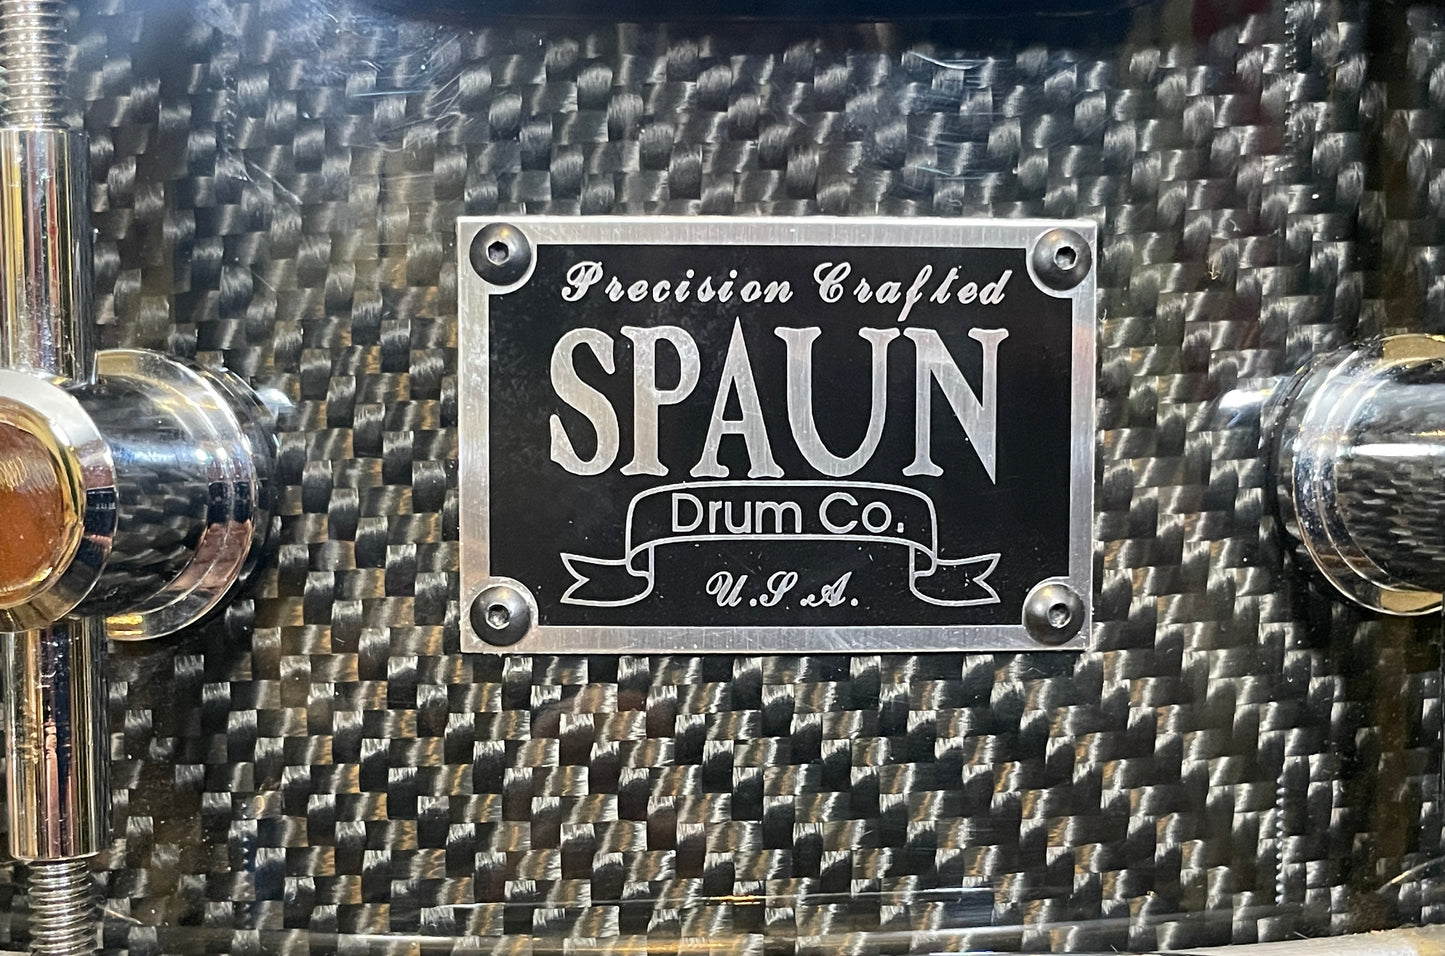 Precision Crafted
SPAUN
Drum Co.
U.S.A.